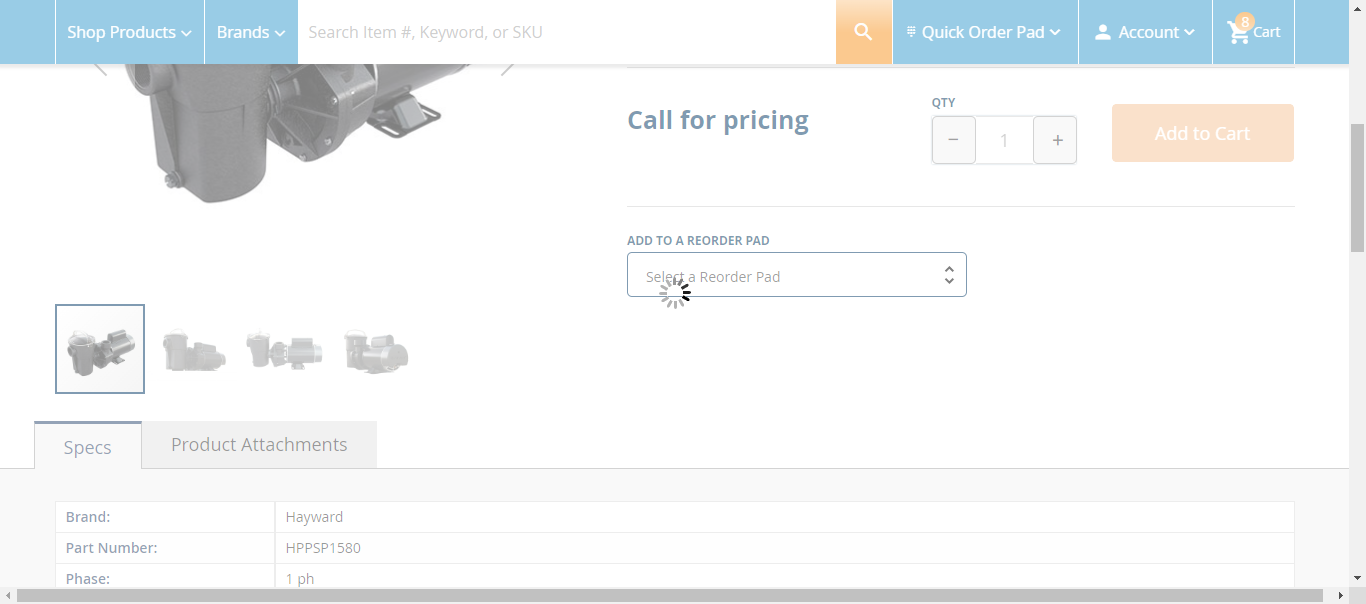 Shop Products
Brands
Search Item #, Keyword, or SKU
Quick Order Pad
Account
8
Cart
Call for pricing
QTY
−
1
+
Add to Cart
ADD TO A REORDER PAD
Select a Reorder Pad
Specs
Product Attachments
Brand:
Hayward
Part Number:
HPPSP1580
Phase:
1 ph